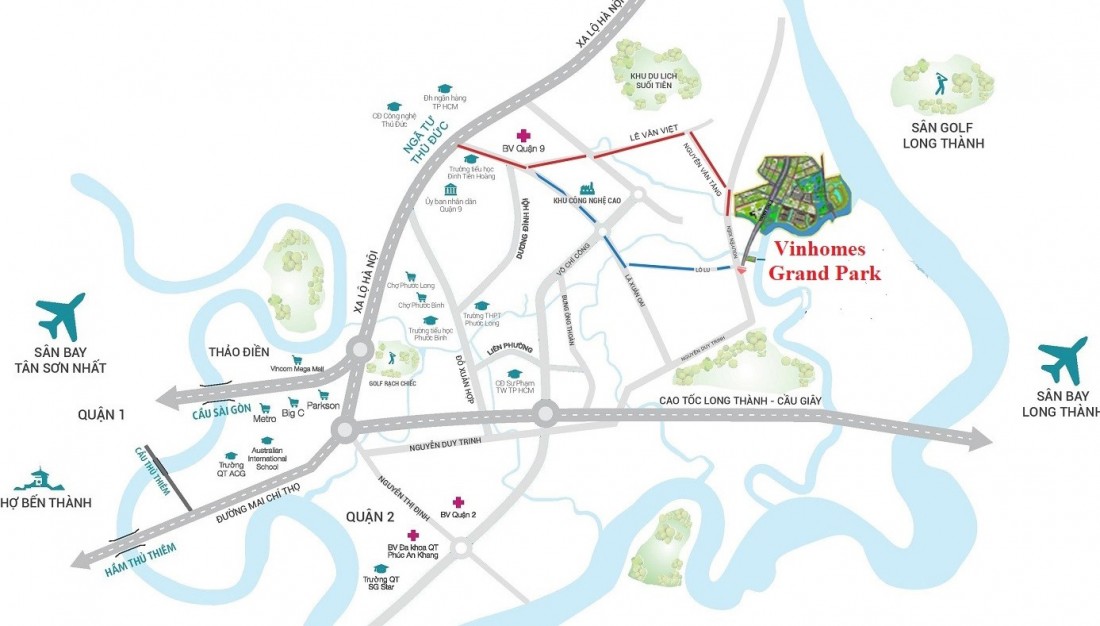 XA LỘ HÀ NỘI
KHU DU LỊCH
SUỐI TIÊN
SÂN GOLF
LONG THÀNH
Đh ngân hàng
TP HCM
CĐ Công nghệ
Thủ Đức
NGÃ TƯ
THỦ ĐỨC
BV Quận 9
LÊ VĂN VIỆT
Trường tiểu học
Đinh Tiên Hoàng
NGUYỄN VĂN TĂNG
KHU CÔNG NGHỆ CAO
Ủy ban nhân dân
Quận 9
DƯƠNG ĐÌNH HỘI
VÕ CHÍ CÔNG
Vinhomes
Grand Park
LÒ LU
XA LỘ HÀ NỘI
Chợ Phước Long
Chợ Phước Bình
LÃ XUÂN OAI
Trường THPT
Phước Long
Trường tiểu học
Phước Bình
BƯNG ÔNG THOÀN
SÂN BAY
TÂN SƠN NHẤT
THẢO ĐIỀN
Vincom Mega Mall
LIÊN PHƯỜNG
NGUYỄN DUY TRINH
ĐỖ XUÂN HỢP
GOLF RẠCH CHIẾC
CĐ Sư Phạm
TW TP HCM
SÂN BAY
LONG THÀNH
CAO TỐC LONG THÀNH - CẦU GIÂY
QUẬN 1
CẦU SÀI GÒN
Metro
Big C
Parkson
NGUYỄN DUY TRINH
Australian
International
School
Trường
QT ACG
CẦU THỦ THIÊM
HỢ BẾN THÀNH
ĐƯỜNG MAI CHÍ THỌ
NGUYỄN THỊ ĐỊNH
QUẬN 2
BV Quận 2
HẦM THỦ THIÊM
BV Đa khoa QT
Phúc An Khang
Trường QT
SG Star